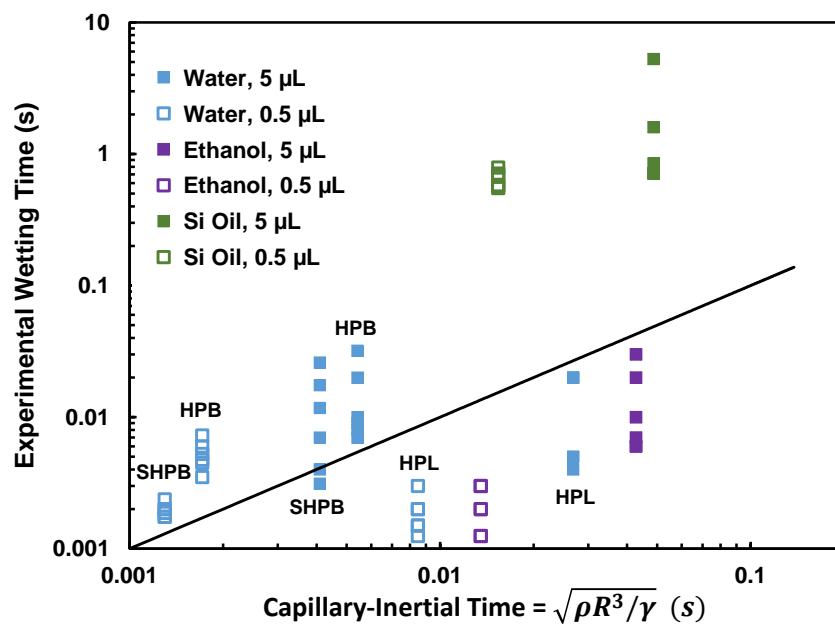 10
1
0.1
0.01
0.001
Experimental Wetting Time (s)
Water, 5 µL
Water, 0.5 µL
Ethanol, 5 µL
Ethanol, 0.5 µL
Si Oil, 5 µL
Si Oil, 0.5 µL
HPB
HPB
SHPB
SHPB
HPL
HPL
0.001
0.01
0.1
Capillary-Inertial Time = √ρR³/γ (s)